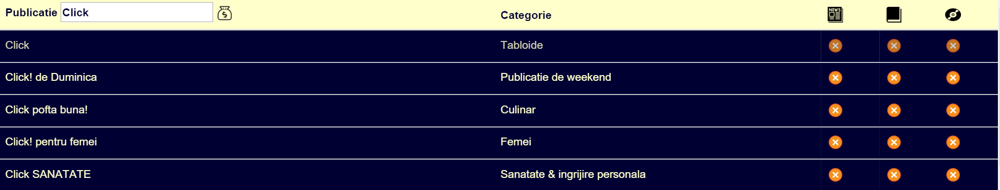 Publicatie Click $ Categorie NEWS
Click Tabloide
Click! de Duminica Publicatie de weekend
Click pofta buna! Culinar
Click! pentru femei Femei
Click SANATATE Sanatate & ingrijire personala